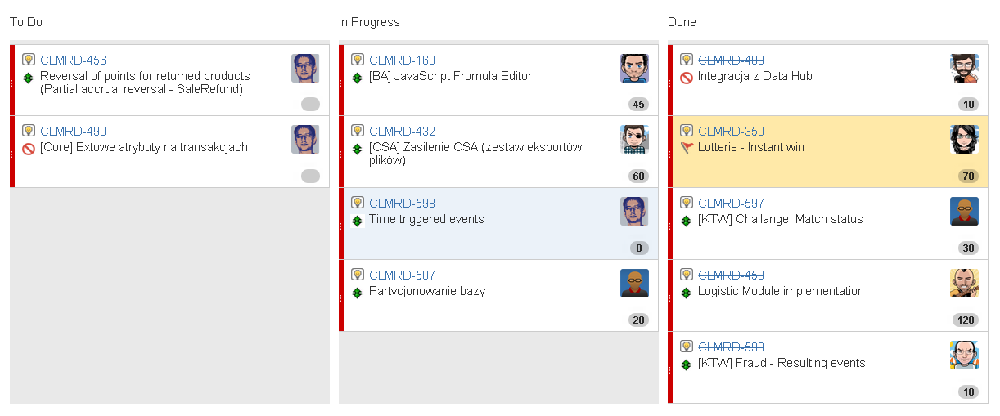 To Do
CLMRD-456
Reversal of points for returned products
(Partial accrual reversal - SaleRefund)
CLMRD-490
[Core] Extowe atrybuty na transakcjach
In Progress
CLMRD-163
[BA] JavaScript Fromula Editor
45
CLMRD-432
[CSA] Zasilenie CSA (zestaw eksportów
plików)
60
CLMRD-598
Time triggered events
8
CLMRD-507
Partycjonowanie bazy
20
Done
CLMRD-489
Integracja z Data Hub
10
CLMRD-350
Lotterie - Instant win
70
CLMRD-597
[KTW] Challange, Match status
30
CLMRD-450
Logistic Module implementation
120
CLMRD-599
[KTW] Fraud - Resulting events
10